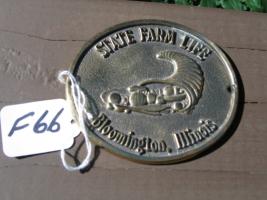 STATE FARM LIFE
F66
Bloomington, Illinois